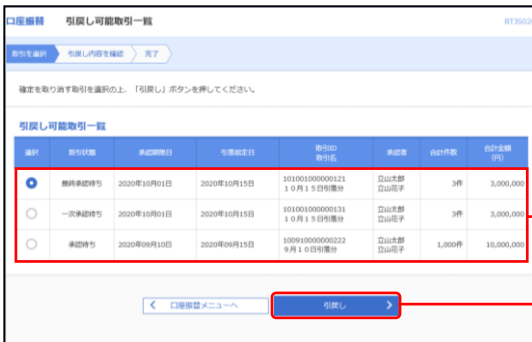 口座振替 引戻し可能取引一覧 BTJS02
取引を選択 引戻し内容を確認 完了
確定を取り消す取引を選択の上、「引戻し」ボタンを押してください。
引戻し可能取引一覧
選択 取引状態 承認期限日 引落指定日 取引ID 取引名 承認者 合計件数 合計金額 (円)
最終承認待ち 2020年10月01日 2020年10月15日 101001000000121 立山太郎 3件 3,000,000
10月15日引落分 立山花子
一次承認待ち 2020年10月01日 2020年10月15日 101001000000131 立山太郎 3件 3,000,000
10月15日引落分 立山花子
承認待ち 2020年09月10日 2020年09月15日 100910000000222 立山太郎 1,000件 10,000,000
9月10日引落分 立山花子
口座振替メニューへ 引戻し